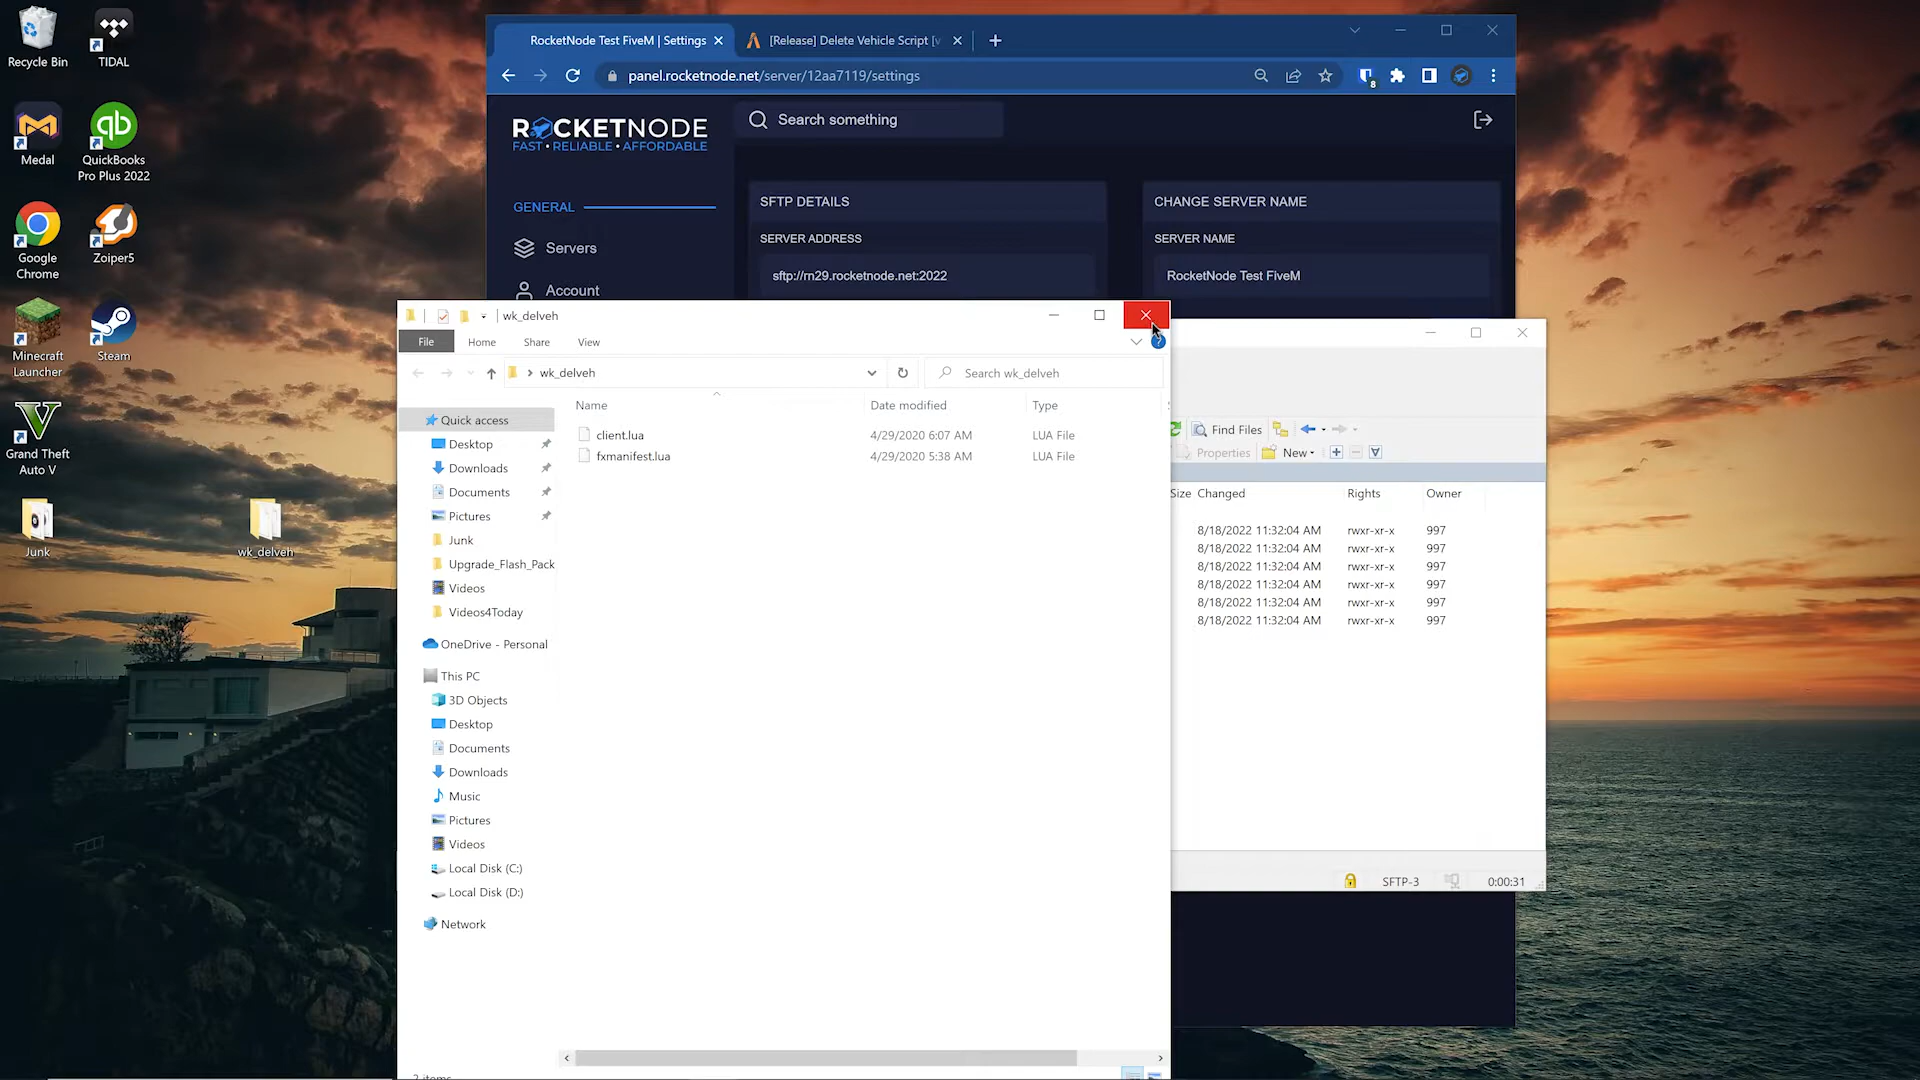 Recycle Bin
TIDAL
Medal
QuickBooks
Pro Plus 2022
Google
Chrome
Zoiper5
Minecraft
Launcher
Steam
Grand Theft
Auto V
Junk
wk_delveh
RocketNode Test FiveM | Settings
[Release] Delete Vehicle Script [v
panel.rocketnode.net/server/12aa7119/settings
8
ROCKETNODE
FAST • RELIABLE • AFFORDABLE
Search something
GENERAL
Servers
Account
SFTP DETAILS
SERVER ADDRESS
sftp://rn29.rocketnode.net:2022
CHANGE SERVER NAME
SERVER NAME
RocketNode Test FiveM
wk_delveh
File
Home
Share
View
wk_delveh
Search wk_delveh
Quick access
Desktop
Downloads
Documents
Pictures
Junk
Upgrade_Flash_Pack
Videos
Videos4Today
OneDrive - Personal
This PC
3D Objects
Desktop
Documents
Downloads
Music
Pictures
Videos
Local Disk (C:)
Local Disk (D:)
Network
Name Date modified Type
client.lua 4/29/2020 6:07 AM LUA File
fxmanifest.lua 4/29/2020 5:38 AM LUA File
2 items
Find Files
Properties New
Size Changed Rights Owner
8/18/2022 11:32:04 AM rwxr-xr-x 997
8/18/2022 11:32:04 AM rwxr-xr-x 997
8/18/2022 11:32:04 AM rwxr-xr-x 997
8/18/2022 11:32:04 AM rwxr-xr-x 997
8/18/2022 11:32:04 AM rwxr-xr-x 997
8/18/2022 11:32:04 AM rwxr-xr-x 997
SFTP-3 0:00:31